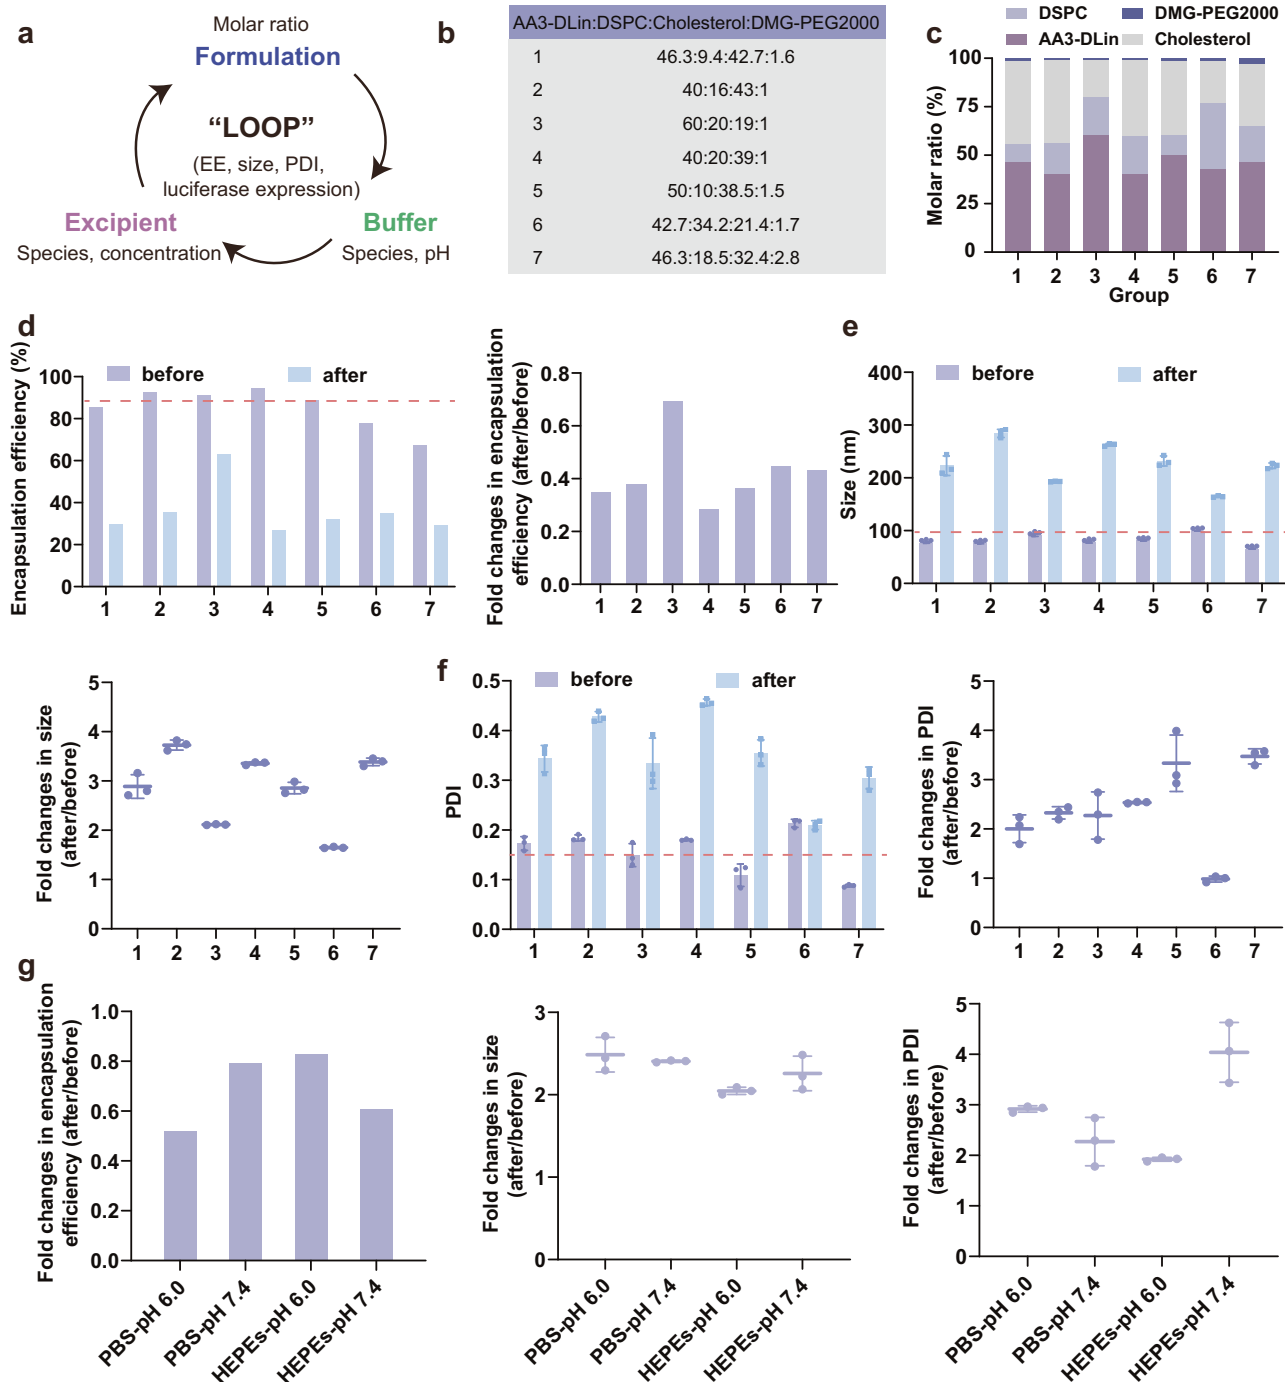 a
Molar ratio
Formulation
“LOOP”
(EE, size, PDI,
luciferase expression)
Excipient
Species, concentration
Buffer
Species, pH
b
AA3-DLin:DSPC:Cholesterol:DMG-PEG2000
1 46.3:9.4:42.7:1.6
2 40:16:43:1
3 60:20:19:1
4 40:20:39:1
5 50:10:38.5:1.5
6 42.7:34.2:21.4:1.7
7 46.3:18.5:32.4:2.8
c
DSPC DMG-PEG2000
AA3-DLin Cholesterol
Molar ratio (%)
100
75
50
25
0
1 2 3 4 5 6 7
Group
d
Encapsulation efficiency (%)
before after
100
80
60
40
20
0
1 2 3 4 5 6 7
Fold changes in encapsulation
efficiency (after/before)
0.8
0.6
0.4
0.2
0.0
1 2 3 4 5 6 7
e
Size (nm)
before after
400
300
200
100
0
1 2 3 4 5 6 7
Fold changes in size
(after/before)
5
4
3
2
1
0
1 2 3 4 5 6 7
f
PDI
before after
0.5
0.4
0.3
0.2
0.1
0.0
1 2 3 4 5 6 7
Fold changes in PDI
(after/before)
5
4
3
2
1
0
1 2 3 4 5 6 7
g
Fold changes in encapsulation
efficiency (after/before)
1.0
0.8
0.6
0.4
0.2
0.0
PBS-pH 6.0
PBS-pH 7.4
HEPEs-pH 6.0
HEPEs-pH 7.4
Fold changes in size
(after/before)
3
2
1
0
PBS-pH 6.0
PBS-pH 7.4
HEPEs-pH 6.0
HEPEs-pH 7.4
Fold changes in PDI
(after/before)
5
4
3
2
1
0
PBS-pH 6.0
PBS-pH 7.4
HEPEs-pH 6.0
HEPEs-pH 7.4